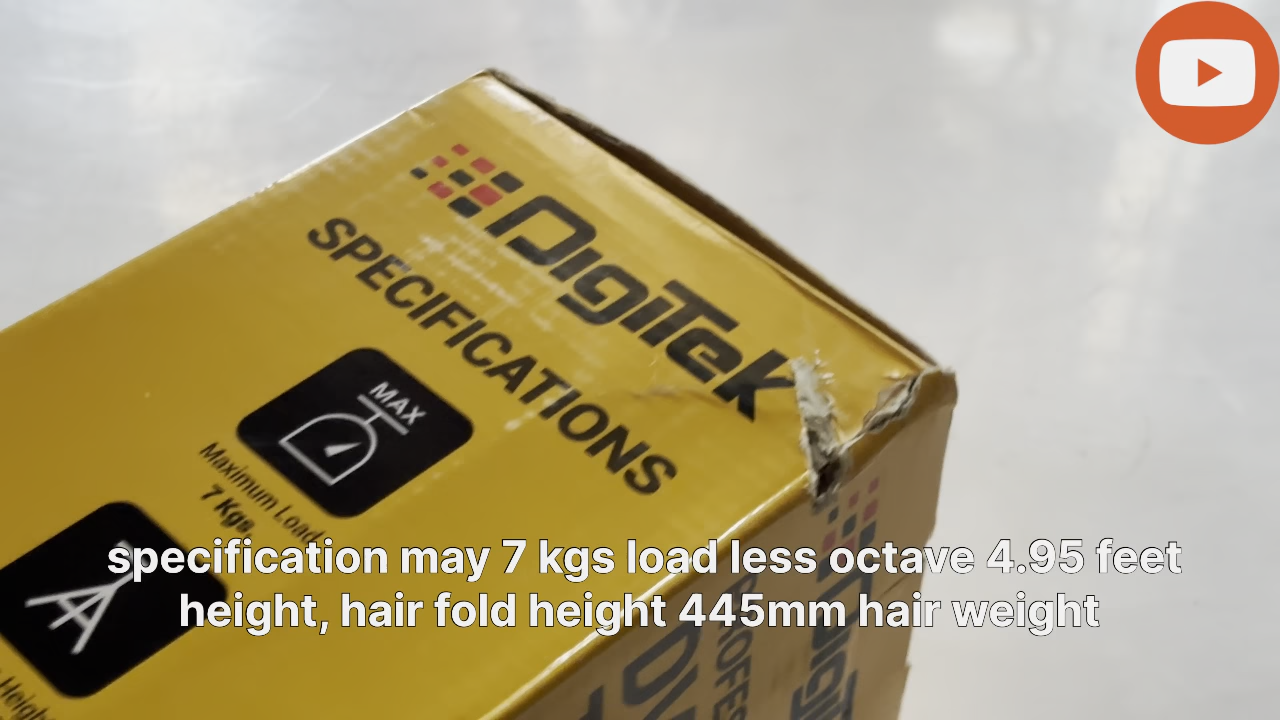 DigiTek
SPECIFICATIONS
MAX
Maximum Load
7 Kgs.
Height
specification may 7 kgs load less octave 4.95 feet
height, hair fold height 445mm hair weight